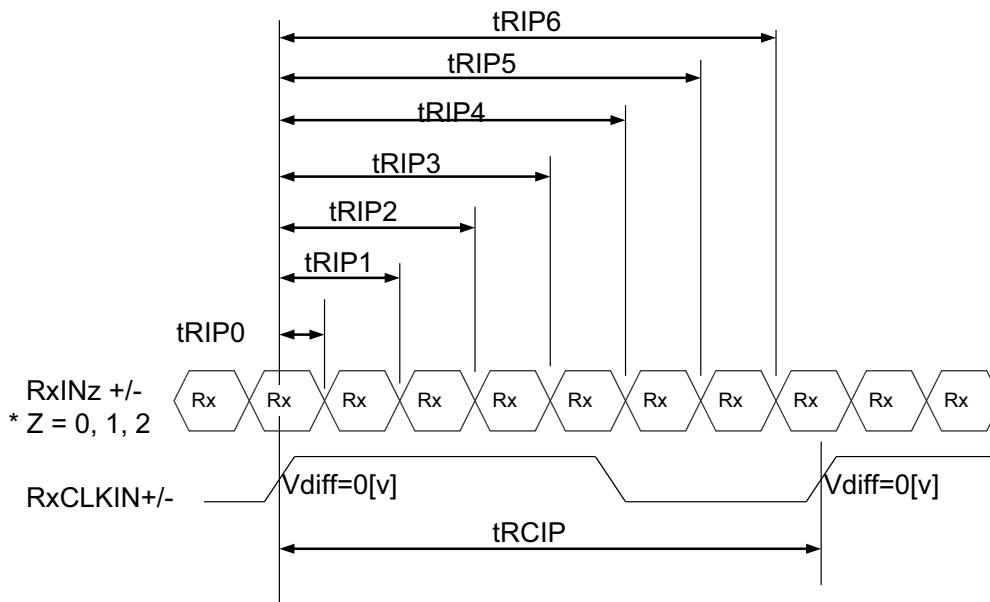 tRIP6
tRIP5
tRIP4
tRIP3
tRIP2
tRIP1
tRIP0
RxINz +/-
* Z = 0, 1, 2
Rx Rx Rx Rx Rx Rx Rx Rx Rx Rx Rx
RxCLKIN+/-
Vdiff=0[v] Vdiff=0[v]
tRCIP